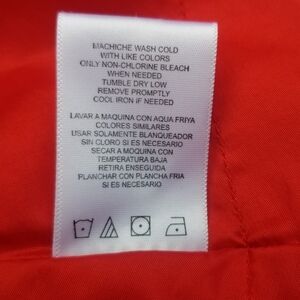 MACHICHE WASH COLD
WITH LIKE COLORS
ONLY NON-CHLORINE BLEACH
WHEN NEEDED
TUMBLE DRY LOW
REMOVE PROMPTLY
COOL IRON IF NEEDED
LAVAR A MAQUINA CON AQUA FRIYA
COLORES SIMILARES
USAR SOLAMENTE BLANQUEADOR
SIN CLORO SI ES NECESARIO
SECAR A MOQUINA CON
TEMPERATURA BAJA
RETIRA ENSEGUIDA
PLANCHAR CON PLANCHA FRIA
SI ES NECESARIO